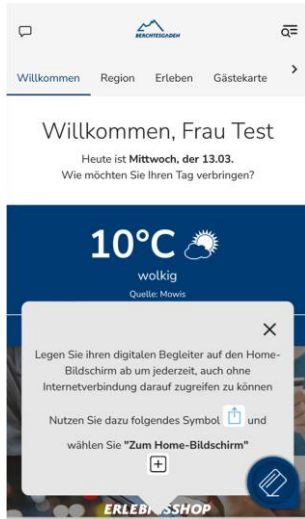 BERCHTESGADEN
Willkommen Region Erleben Gästekarte
Willkommen, Frau Test
Heute ist Mittwoch, der 13.03.
Wie möchten Sie Ihren Tag verbringen?
10°C
wolkig
Quelle: Mowis
Legen Sie ihren digitalen Begleiter auf den Home-
Bildschirm ab um jederzeit, auch ohne
Internetverbindung darauf zugreifen zu können
Nutzen Sie dazu folgendes Symbol und
wählen Sie "Zum Home-Bildschirm"